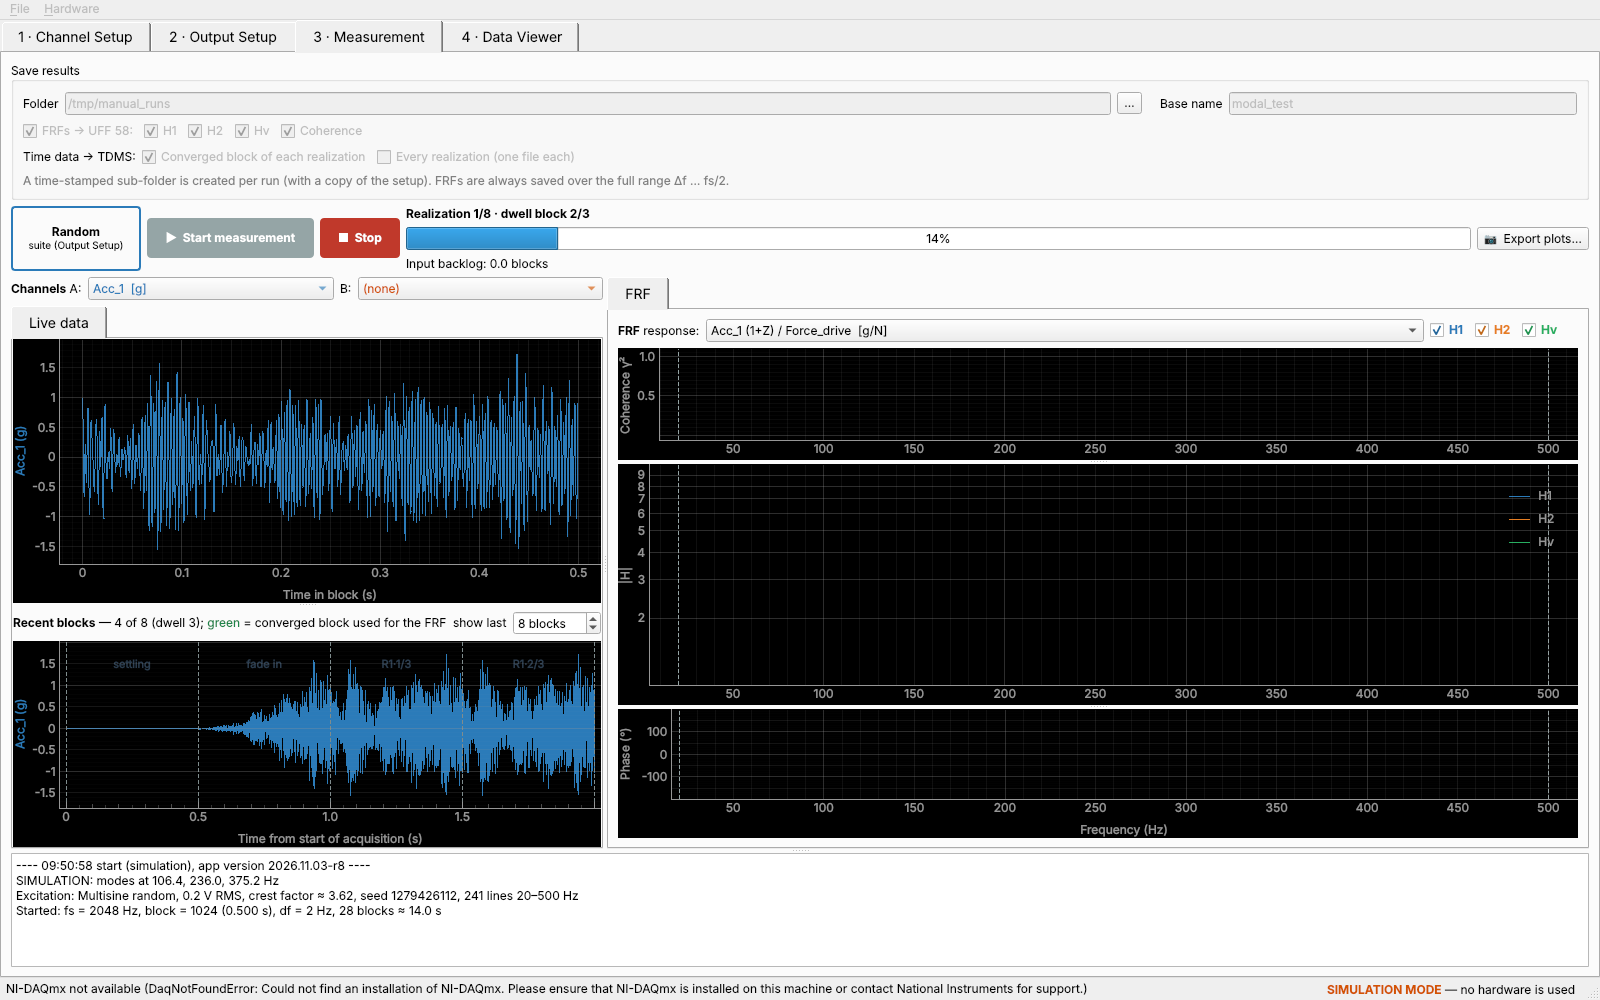 File Hardware
1 · Channel Setup 2 · Output Setup 3 · Measurement 4 · Data Viewer
Save results
Folder /tmp/manual_runs ... Base name modal_test
FRFs → UFF 58: H1 H2 Hv Coherence
Time data → TDMS: Converged block of each realization Every realization (one file each)
A time-stamped sub-folder is created per run (with a copy of the setup). FRFs are always saved over the full range Δf ... fs/2.
Random
suite (Output Setup)
Start measurement
Stop
Realization 1/8 · dwell block 2/3
14%
Input backlog: 0.0 blocks
Export plots...
Channels A: Acc_1 [g] B: (none)
Live data
Acc_1 (g)
1.5
1
0.5
0
-0.5
-1
-1.5
0 0.1 0.2 0.3 0.4 0.5
Time in block (s)
Recent blocks — 4 of 8 (dwell 3); green = converged block used for the FRF show last 8 blocks
settling fade in R1·1/3 R1·2/3
Acc_1 (g)
1.5
1
0.5
0
-0.5
-1
-1.5
0 0.5 1.0 1.5
Time from start of acquisition (s)
FRF
FRF response: Acc_1 (1+Z) / Force_drive [g/N] H1 H2 Hv
Coherence γ²
1.0
0.5
50 100 150 200 250 300 350 400 450 500
|H|
9
8
7
6
5
4
3
2
H1
H2
Hv
50 100 150 200 250 300 350 400 450 500
Phase (°)
100
0
-100
50 100 150 200 250 300 350 400 450 500
Frequency (Hz)
---- 09:50:58 start (simulation), app version 2026.11.03-r8 ----
SIMULATION: modes at 106.4, 236.0, 375.2 Hz
Excitation: Multisine random, 0.2 V RMS, crest factor ≈ 3.62, seed 1279426112, 241 lines 20–500 Hz
Started: fs = 2048 Hz, block = 1024 (0.500 s), df = 2 Hz, 28 blocks ≈ 14.0 s
NI-DAQmx not available (DaqNotFoundError: Could not find an installation of NI-DAQmx. Please ensure that NI-DAQmx is installed on this machine or contact National Instruments for support.) SIMULATION MODE — no hardware is used